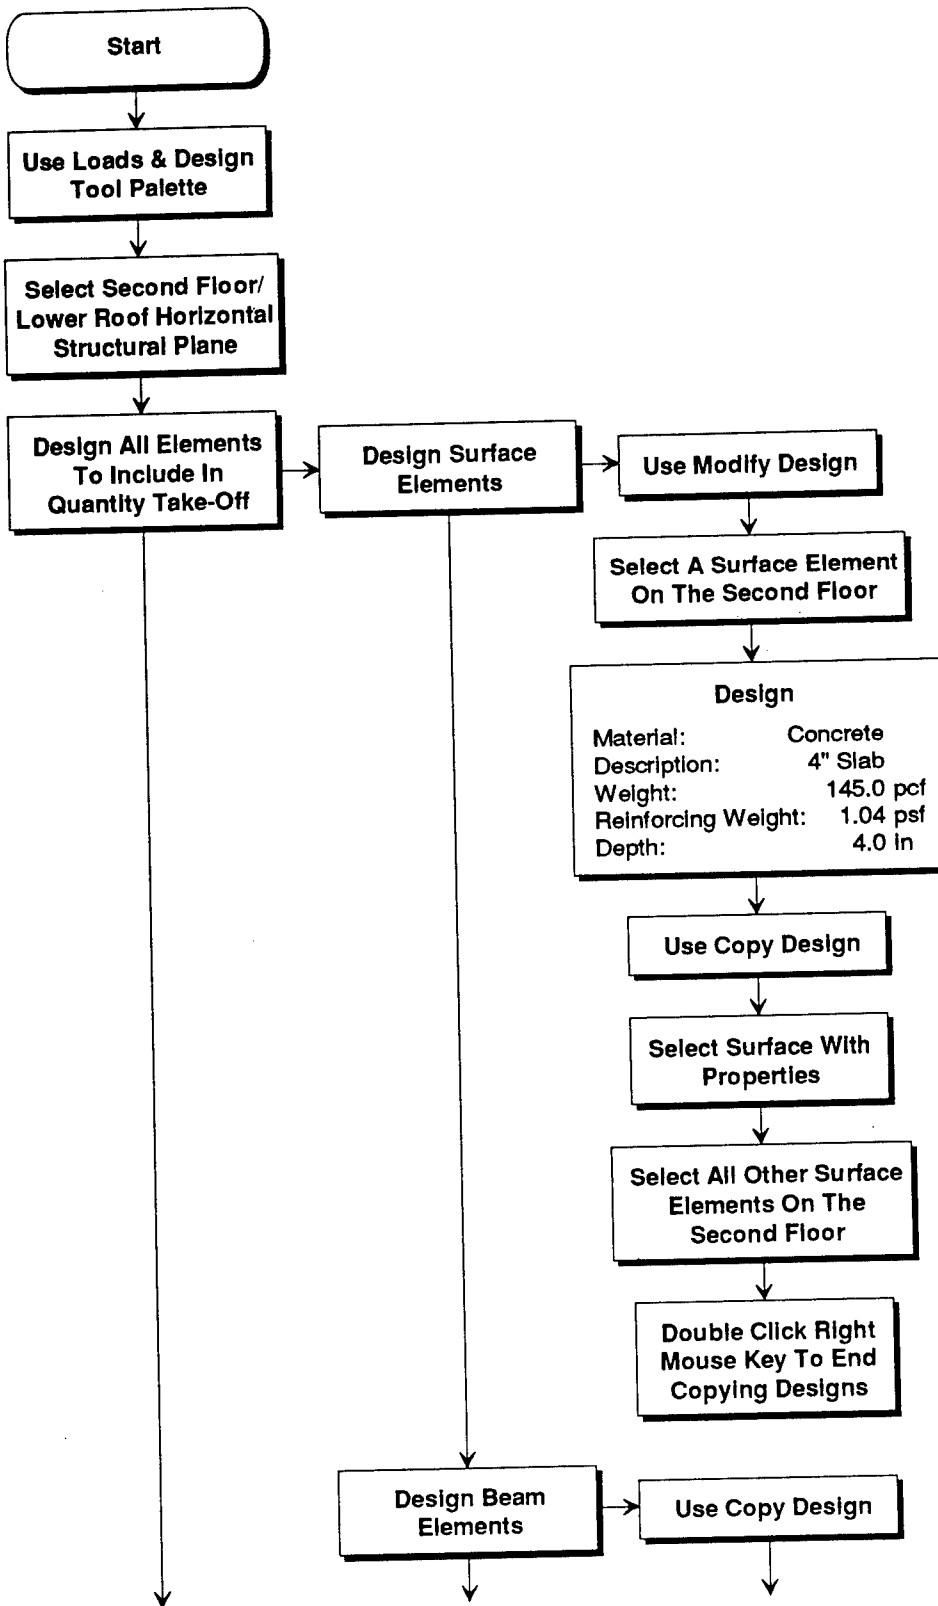 Start
Use Loads & Design
Tool Palette
Select Second Floor/
Lower Roof Horizontal
Structural Plane
Design All Elements
To Include In
Quantity Take-Off
Design Surface
Elements
Use Modify Design
Select A Surface Element
On The Second Floor
Design
Material: Concrete
Description: 4" Slab
Weight: 145.0 pcf
Reinforcing Weight: 1.04 psf
Depth: 4.0 in
Use Copy Design
Select Surface With
Properties
Select All Other Surface
Elements On The
Second Floor
Double Click Right
Mouse Key To End
Copying Designs
Design Beam
Elements
Use Copy Design